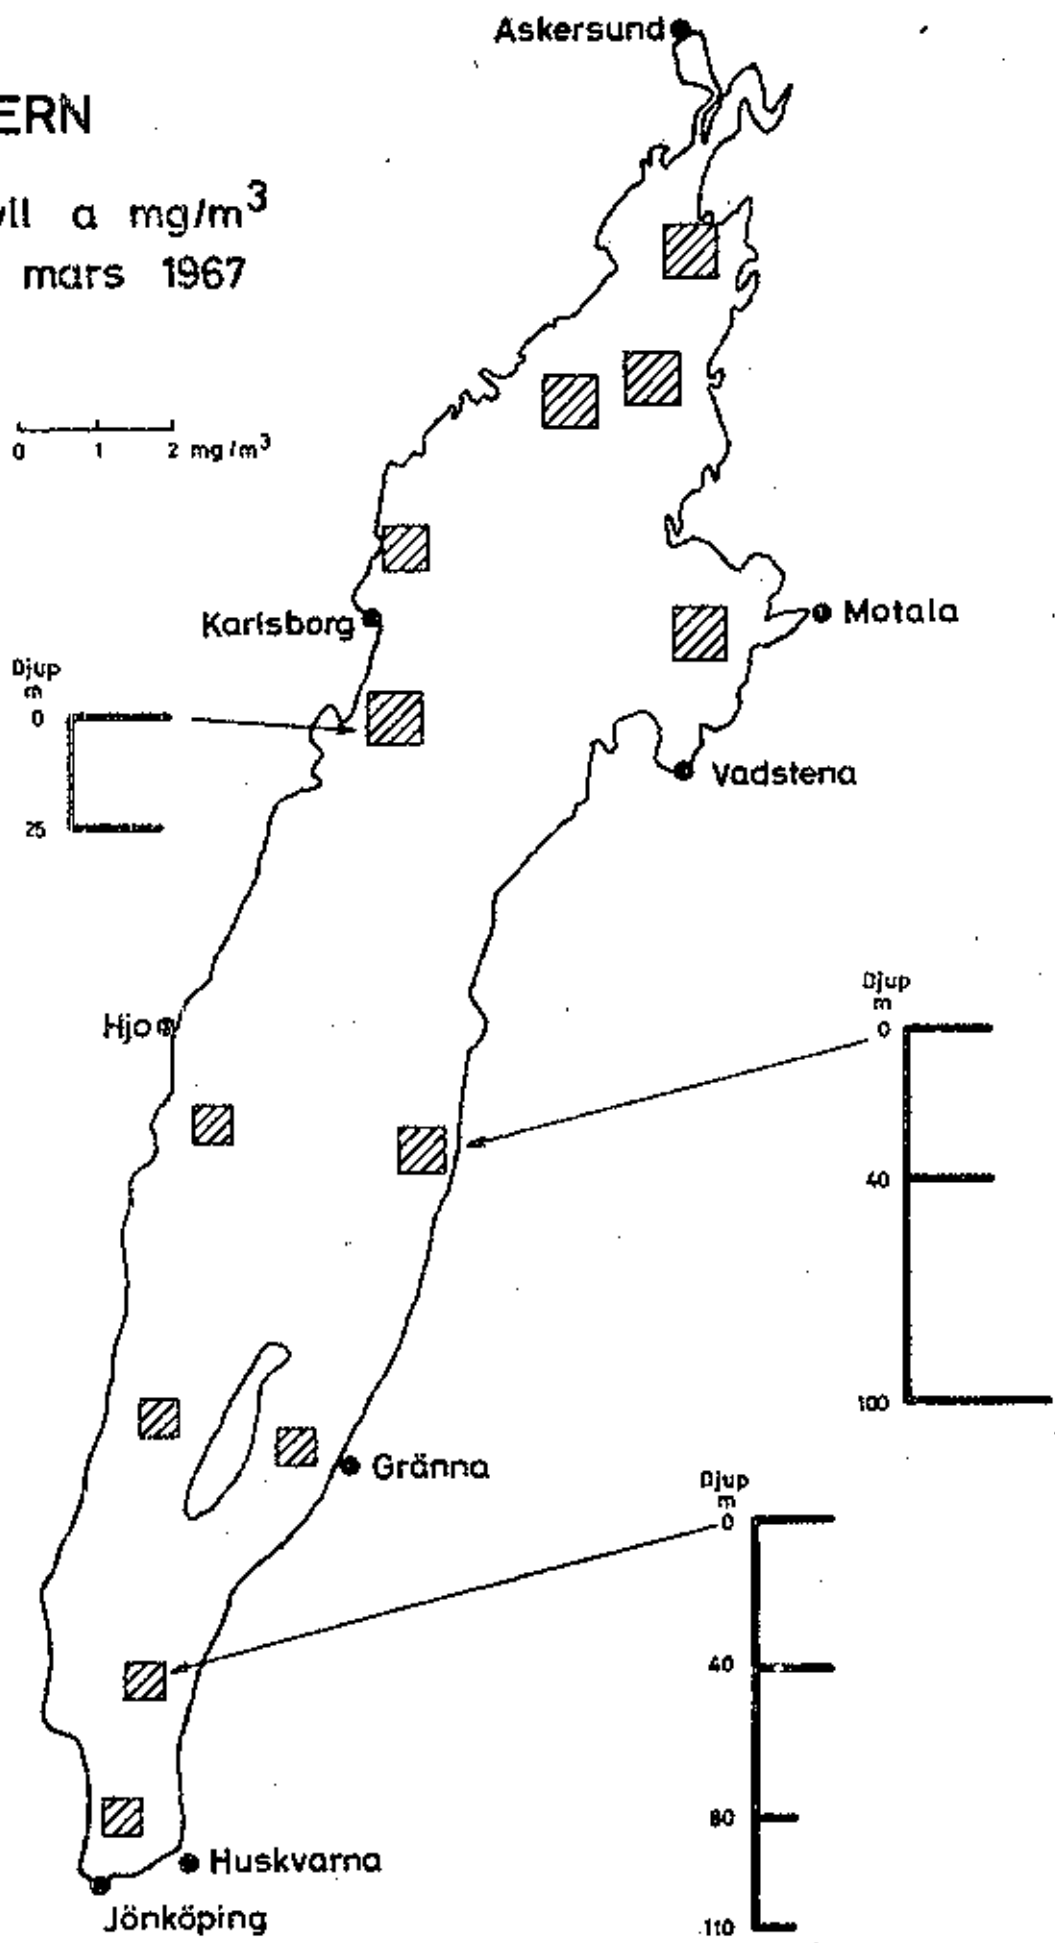 Askersund
ERN
yll a mg/m³
mars 1967
0 1 2 mg/m³
Karlsborg
Motala
Djup
m
0
25
Vadstena
Hjo
Djup
m
0
40
100
Gränna
Djup
m
0
40
80
110
Huskvarna
Jönköping